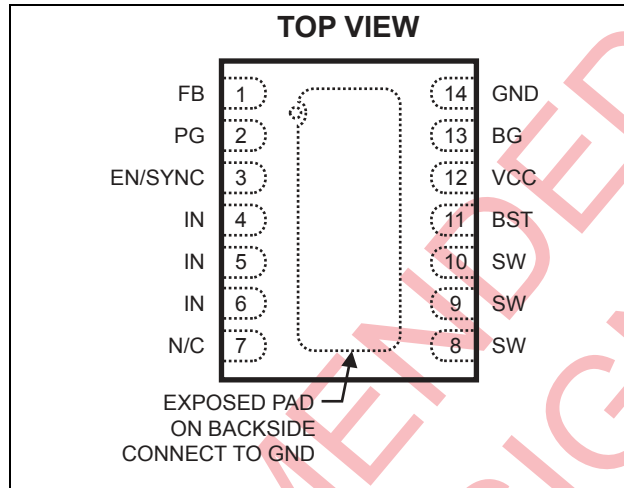 TOP VIEW
FB 1 14 GND
PG 2 13 BG
EN/SYNC 3 12 VCC
IN 4 11 BST
IN 5 10 SW
IN 6 9 SW
N/C 7 8 SW
EXPOSED PAD
ON BACKSIDE
CONNECT TO GND